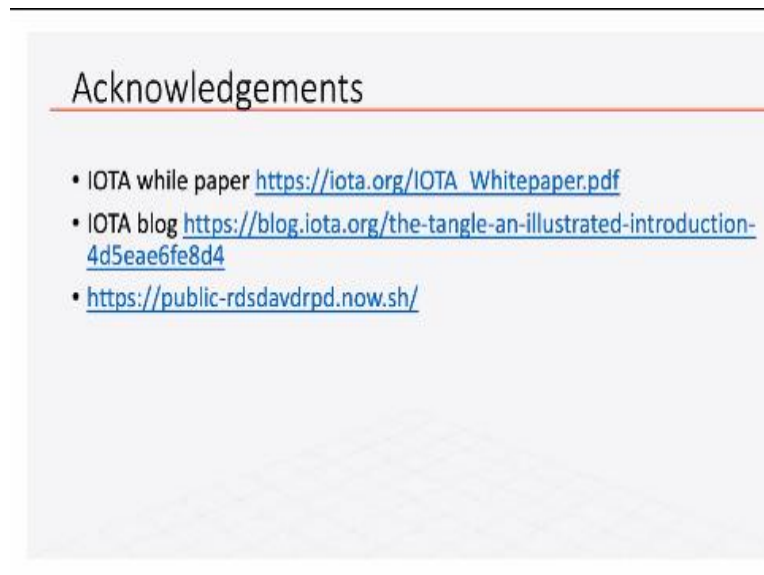 Acknowledgements
• IOTA while paper https://iota.org/IOTA_Whitepaper.pdf
• IOTA blog https://blog.iota.org/the-tangle-an-illustrated-introduction-
4d5eae6fe8d4
• https://public-rdsdavdrpd.now.sh/